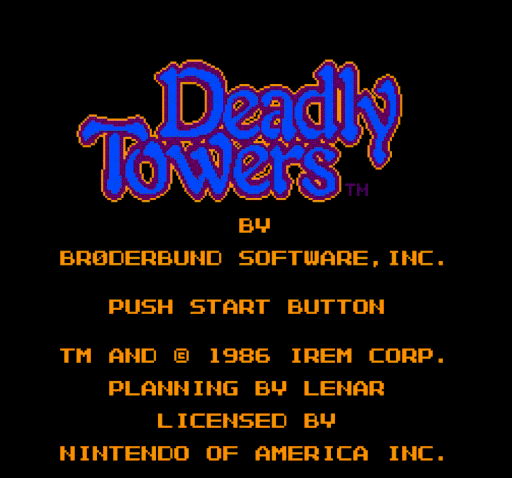 Deadly
Towers TM
BY
BRØDERBUND SOFTWARE,INC.
PUSH START BUTTON
TM AND © 1986 IREM CORP.
PLANNING BY LENAR
LICENSED BY
NINTENDO OF AMERICA INC.